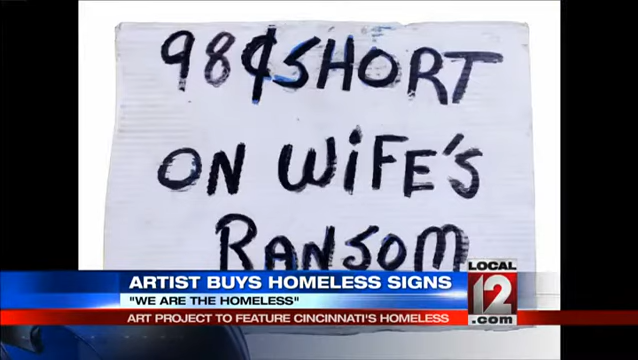 98¢ SHORT
ON WiFE'S
RANSOM
ARTIST BUYS HOMELESS SIGNS
"WE ARE THE HOMELESS"
ART PROJECT TO FEATURE CINCINNATI'S HOMELESS
LOCAL
12
.com